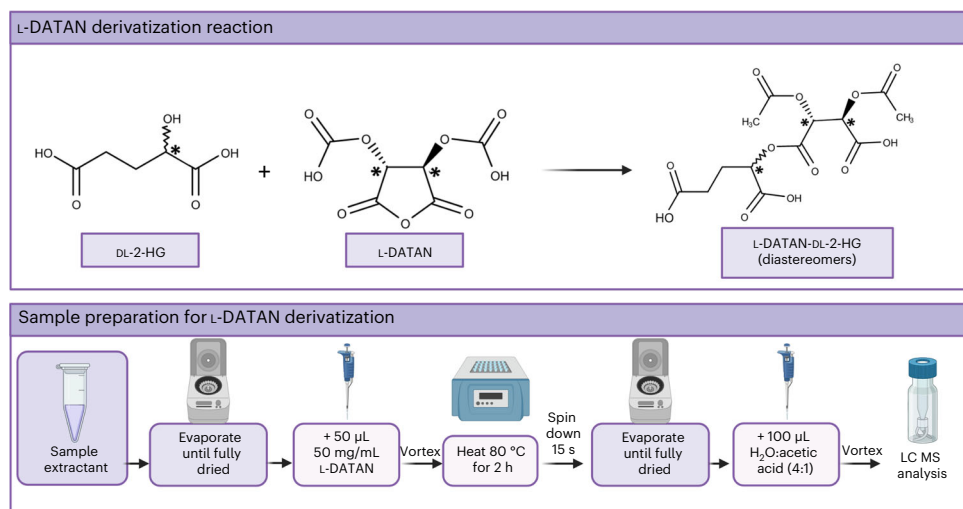 L-DATAN derivatization reaction
OH
HO
*
OH
O
O
DL-2-HG
+
O
O
O
HO
OH
*
*
O
O
O
L-DATAN
O
O
O
O
H₃C
CH₃
*
*
OH
O
O
O
*
O
HO
O
OH
L-DATAN-DL-2-HG
(diastereomers)
Sample preparation for L-DATAN derivatization
Sample
extractant
Evaporate
until fully
dried
+ 50 µL
50 mg/mL
L-DATAN
Vortex
Heat 80 °C
for 2 h
Spin
down
15 s
Evaporate
until fully
dried
+ 100 µL
H₂O:acetic
acid (4:1)
Vortex
LC MS
analysis